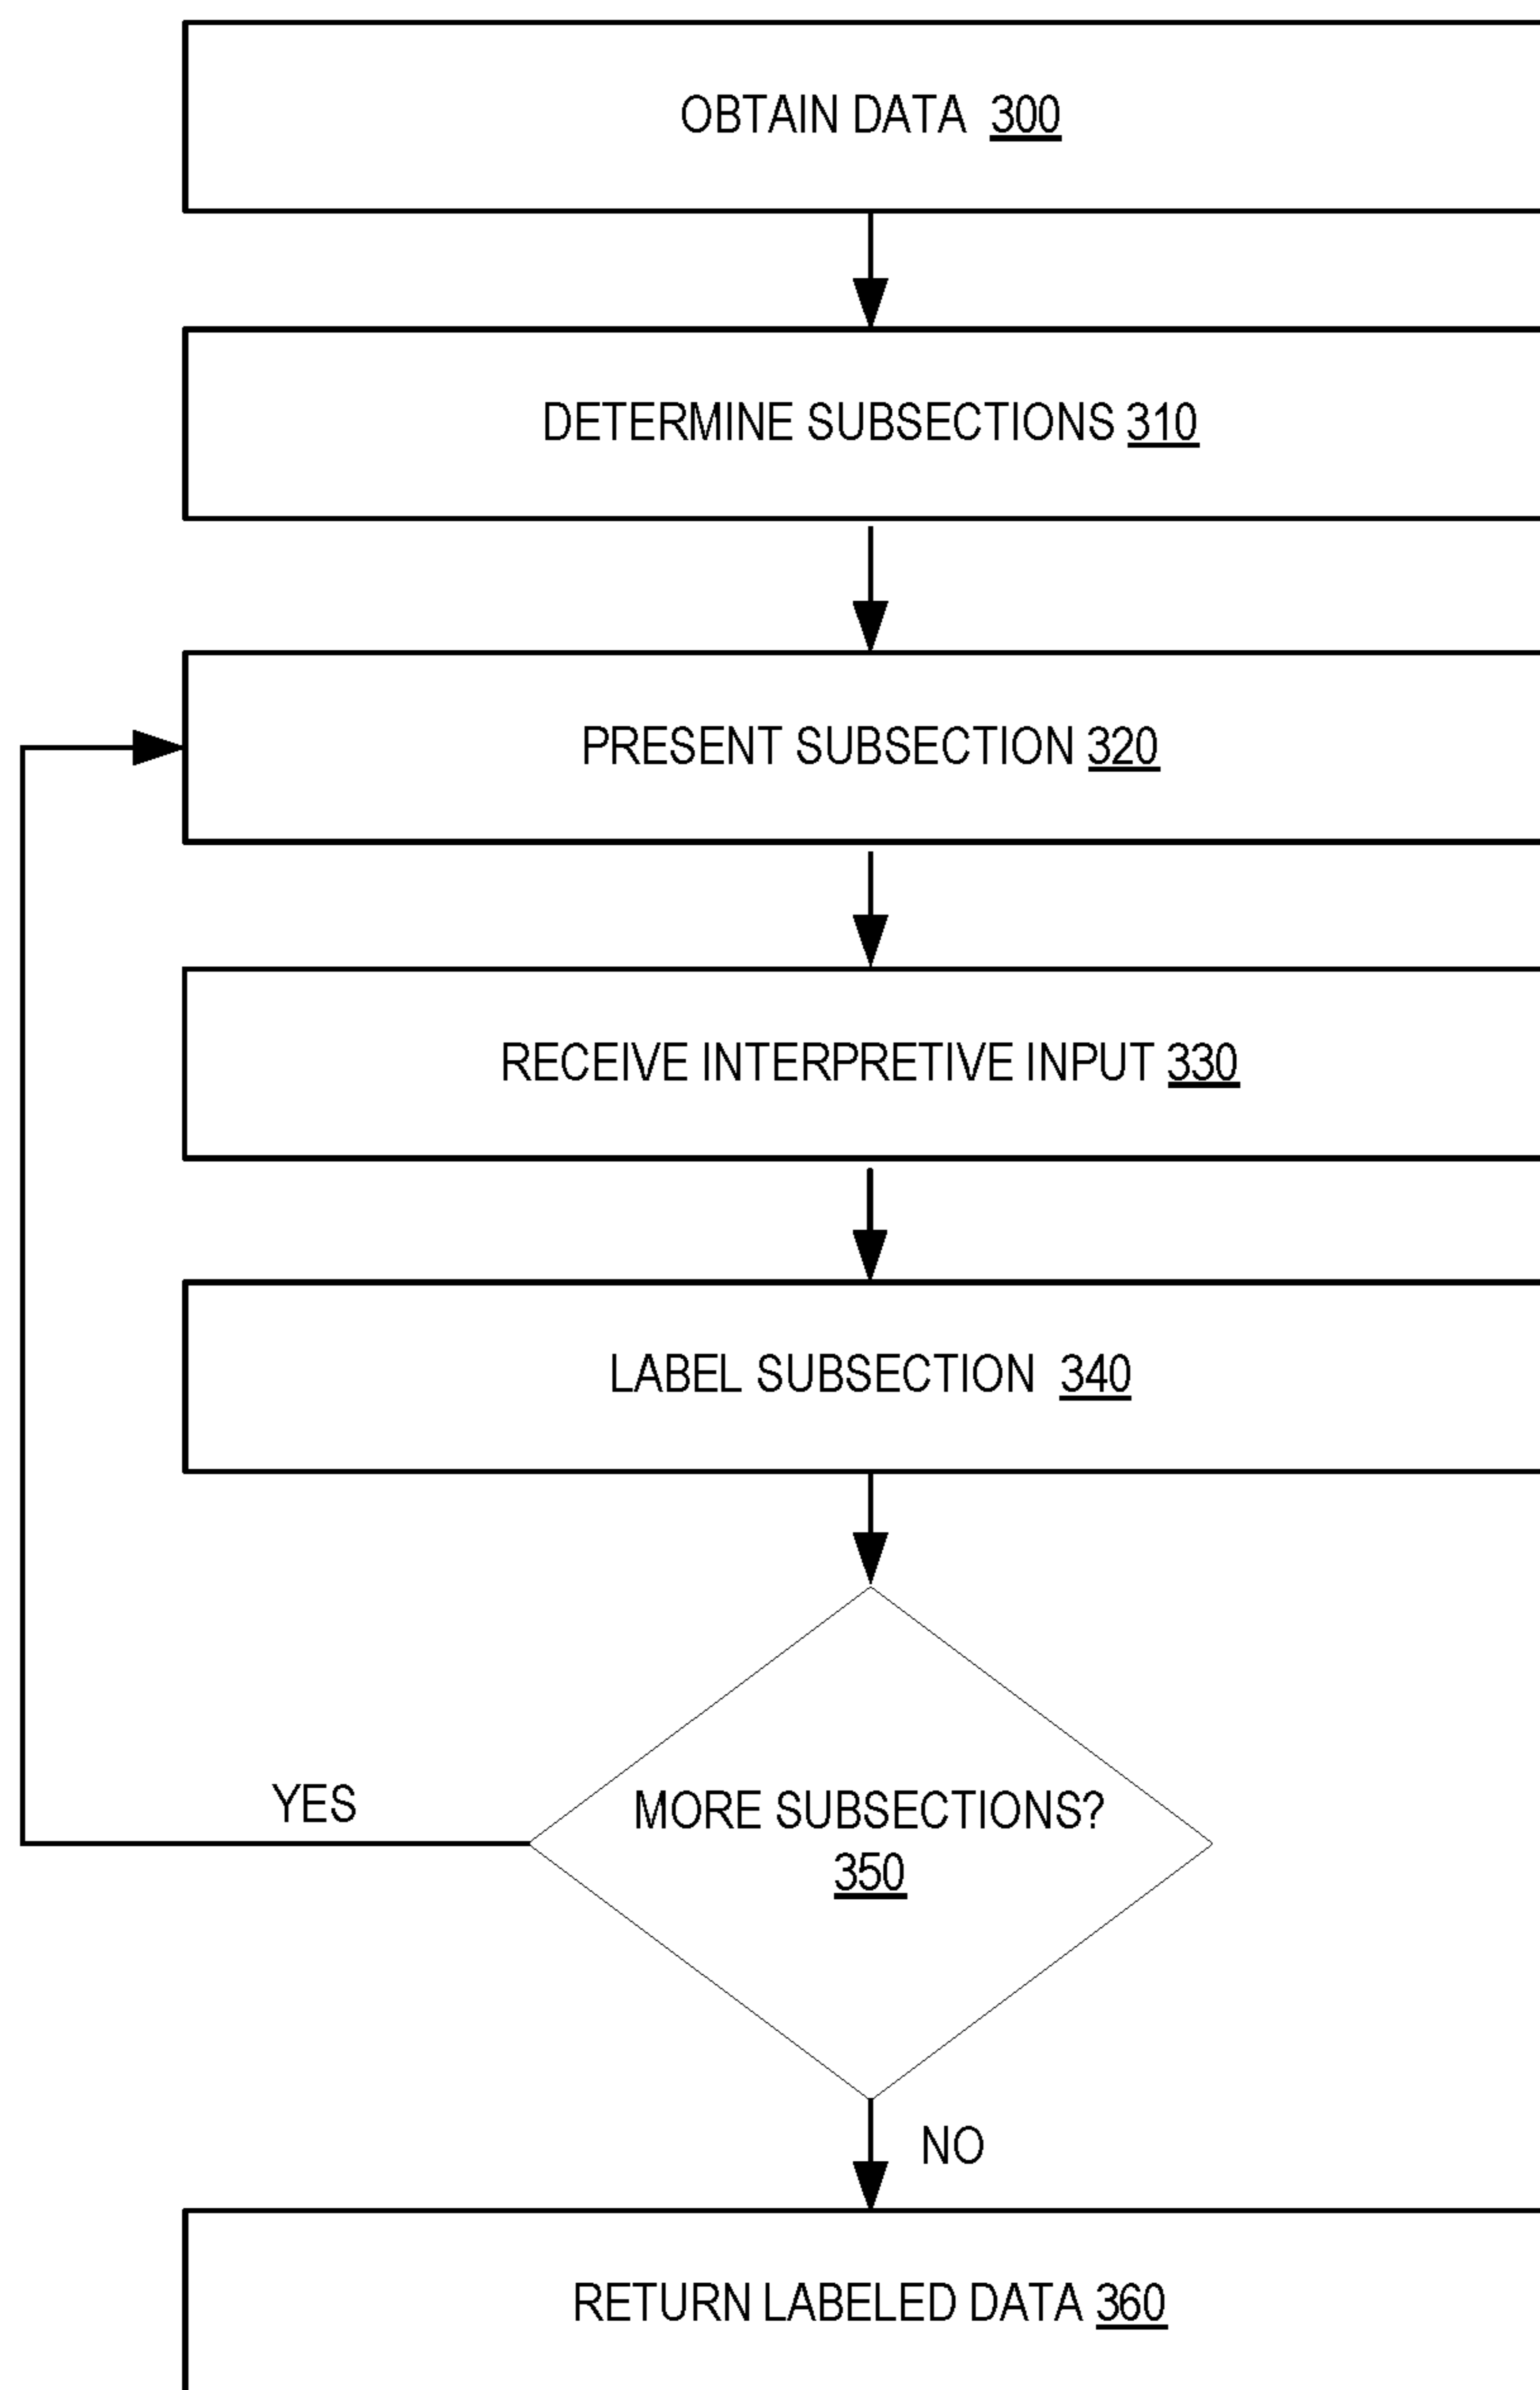 OBTAIN DATA 300
DETERMINE SUBSECTIONS 310
PRESENT SUBSECTION 320
RECEIVE INTERPRETIVE INPUT 330
LABEL SUBSECTION 340
YES
MORE SUBSECTIONS?
350
NO
RETURN LABELED DATA 360